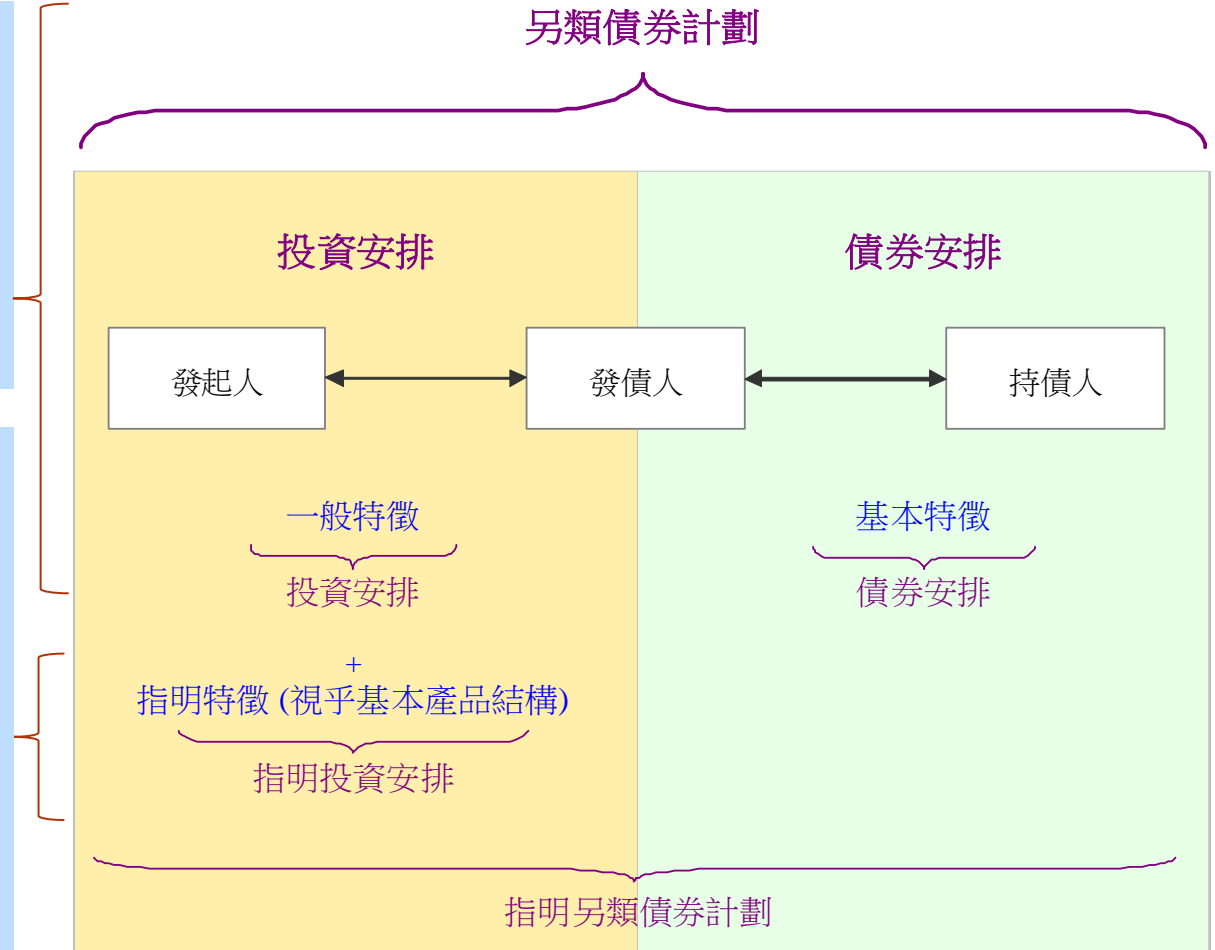 另類債券計劃
投資安排
債券安排
發起人
發債人
持債人
一般特徵
基本特徵
投資安排
債券安排
+
指明特徵 (視乎基本產品結構)
指明投資安排
指明另類債券計劃